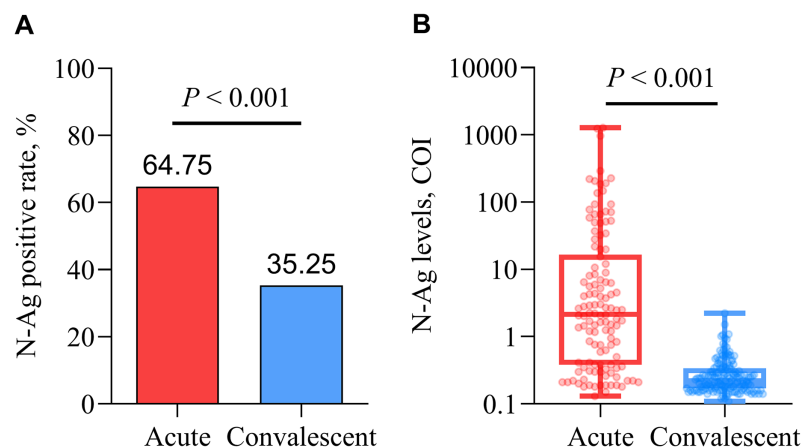 A
N-Ag positive rate, %
100
80
60
40
20
0
P < 0.001
64.75
35.25
Acute Convalescent
B
N-Ag levels, COI
10000
1000
100
10
1
0.1
P < 0.001
Acute Convalescent